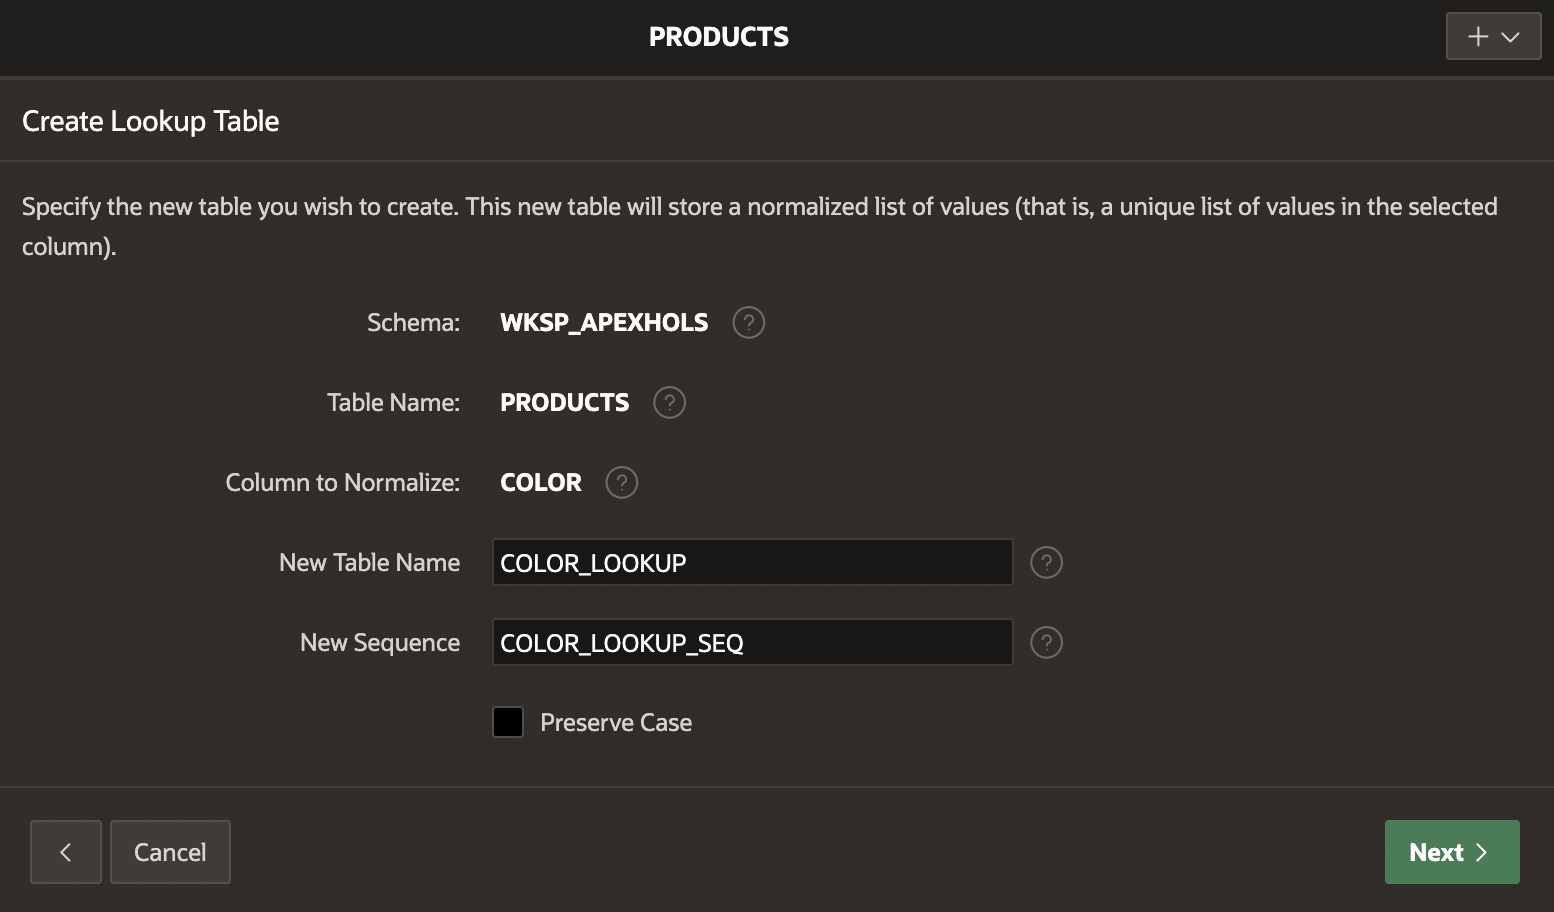 PRODUCTS
Create Lookup Table
Specify the new table you wish to create. This new table will store a normalized list of values (that is, a unique list of values in the selected
column).
Schema: WKSP_APEXHOLS ?
Table Name: PRODUCTS ?
Column to Normalize: COLOR ?
New Table Name COLOR_LOOKUP ?
New Sequence COLOR_LOOKUP_SEQ ?
Preserve Case
Cancel Next